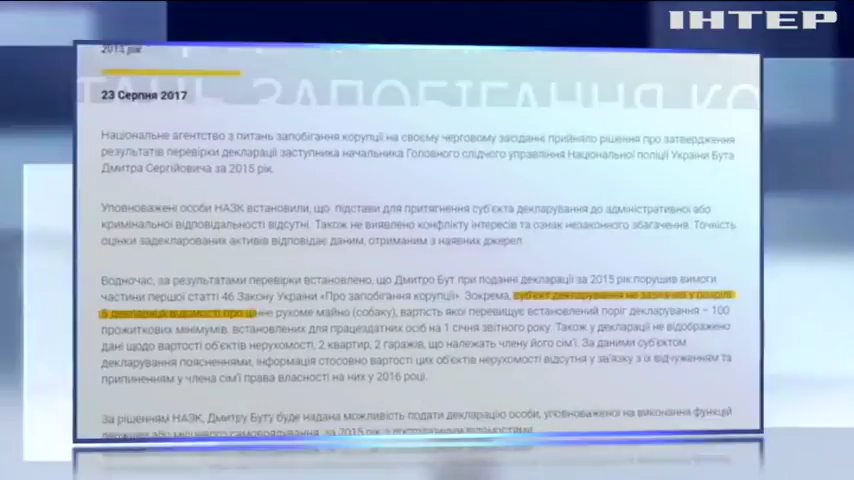 ІНТЕР
2015 рік
ТАНЬ ЗАПОБІГАННЯ КО
23 Серпня 2017
Національне агентство з питань запобігання корупції на своєму черговому засіданні прийняло рішення про затвердження
результатів перевірки декларації заступника начальника Головного слідчого управління Національної поліції України Бута
Дмитра Сергійовича за 2015 рік.
Уповноважені особи НАЗК встановили, що підстави для притягнення суб'єкта декларування до адміністративної або
кримінальної відповідальності відсутні. Також не виявлено конфлікту інтересів та ознак незаконного збагачення. Точність
оцінки задекларованих активів відповідає даним, отриманим з наявних джерел.
Водночас, за результатами перевірки встановлено, що Дмитро Бут при поданні декларації за 2015 рік порушив вимоги
частини першої статті 46 Закону України «Про запобігання корупції». Зокрема, суб'єкт декларування не зазначив у розділі
5 декларації відомості про цінне рухоме майно (собаку), вартість якої перевищує встановлений поріг декларування – 100
прожиткових мінімумів, встановлених для працездатних осіб на 1 січня звітного року. Також у декларації не відображено
дані щодо вартості об'єктів нерухомості, 2 квартир, 2 гаражів, що належать члену його сім'ї. За даними суб'єктом
декларування поясненнями, інформація стосовно вартості цих об'єктів нерухомості відсутня у зв'язку з їх відчуженням та
припиненням у члена сім'ї права власності на них у 2016 році.
За рішенням НАЗК, Дмитру Буту буде надана можливість подати декларацію особи, уповноваженої на виконання функцій
держави або місцевого самоврядування, за 2015 рік з достовірними відомостями.